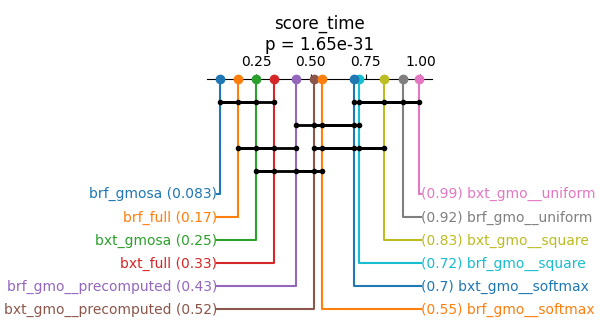 score_time
p = 1.65e-31
0.25 0.50 0.75 1.00
brf_gmosa (0.083) (0.99) bxt_gmo__uniform
brf_full (0.17) (0.92) brf_gmo__uniform
bxt_gmosa (0.25) (0.83) bxt_gmo__square
bxt_full (0.33) (0.72) brf_gmo__square
brf_gmo__precomputed (0.43) (0.7) bxt_gmo__softmax
bxt_gmo__precomputed (0.52) (0.55) brf_gmo__softmax